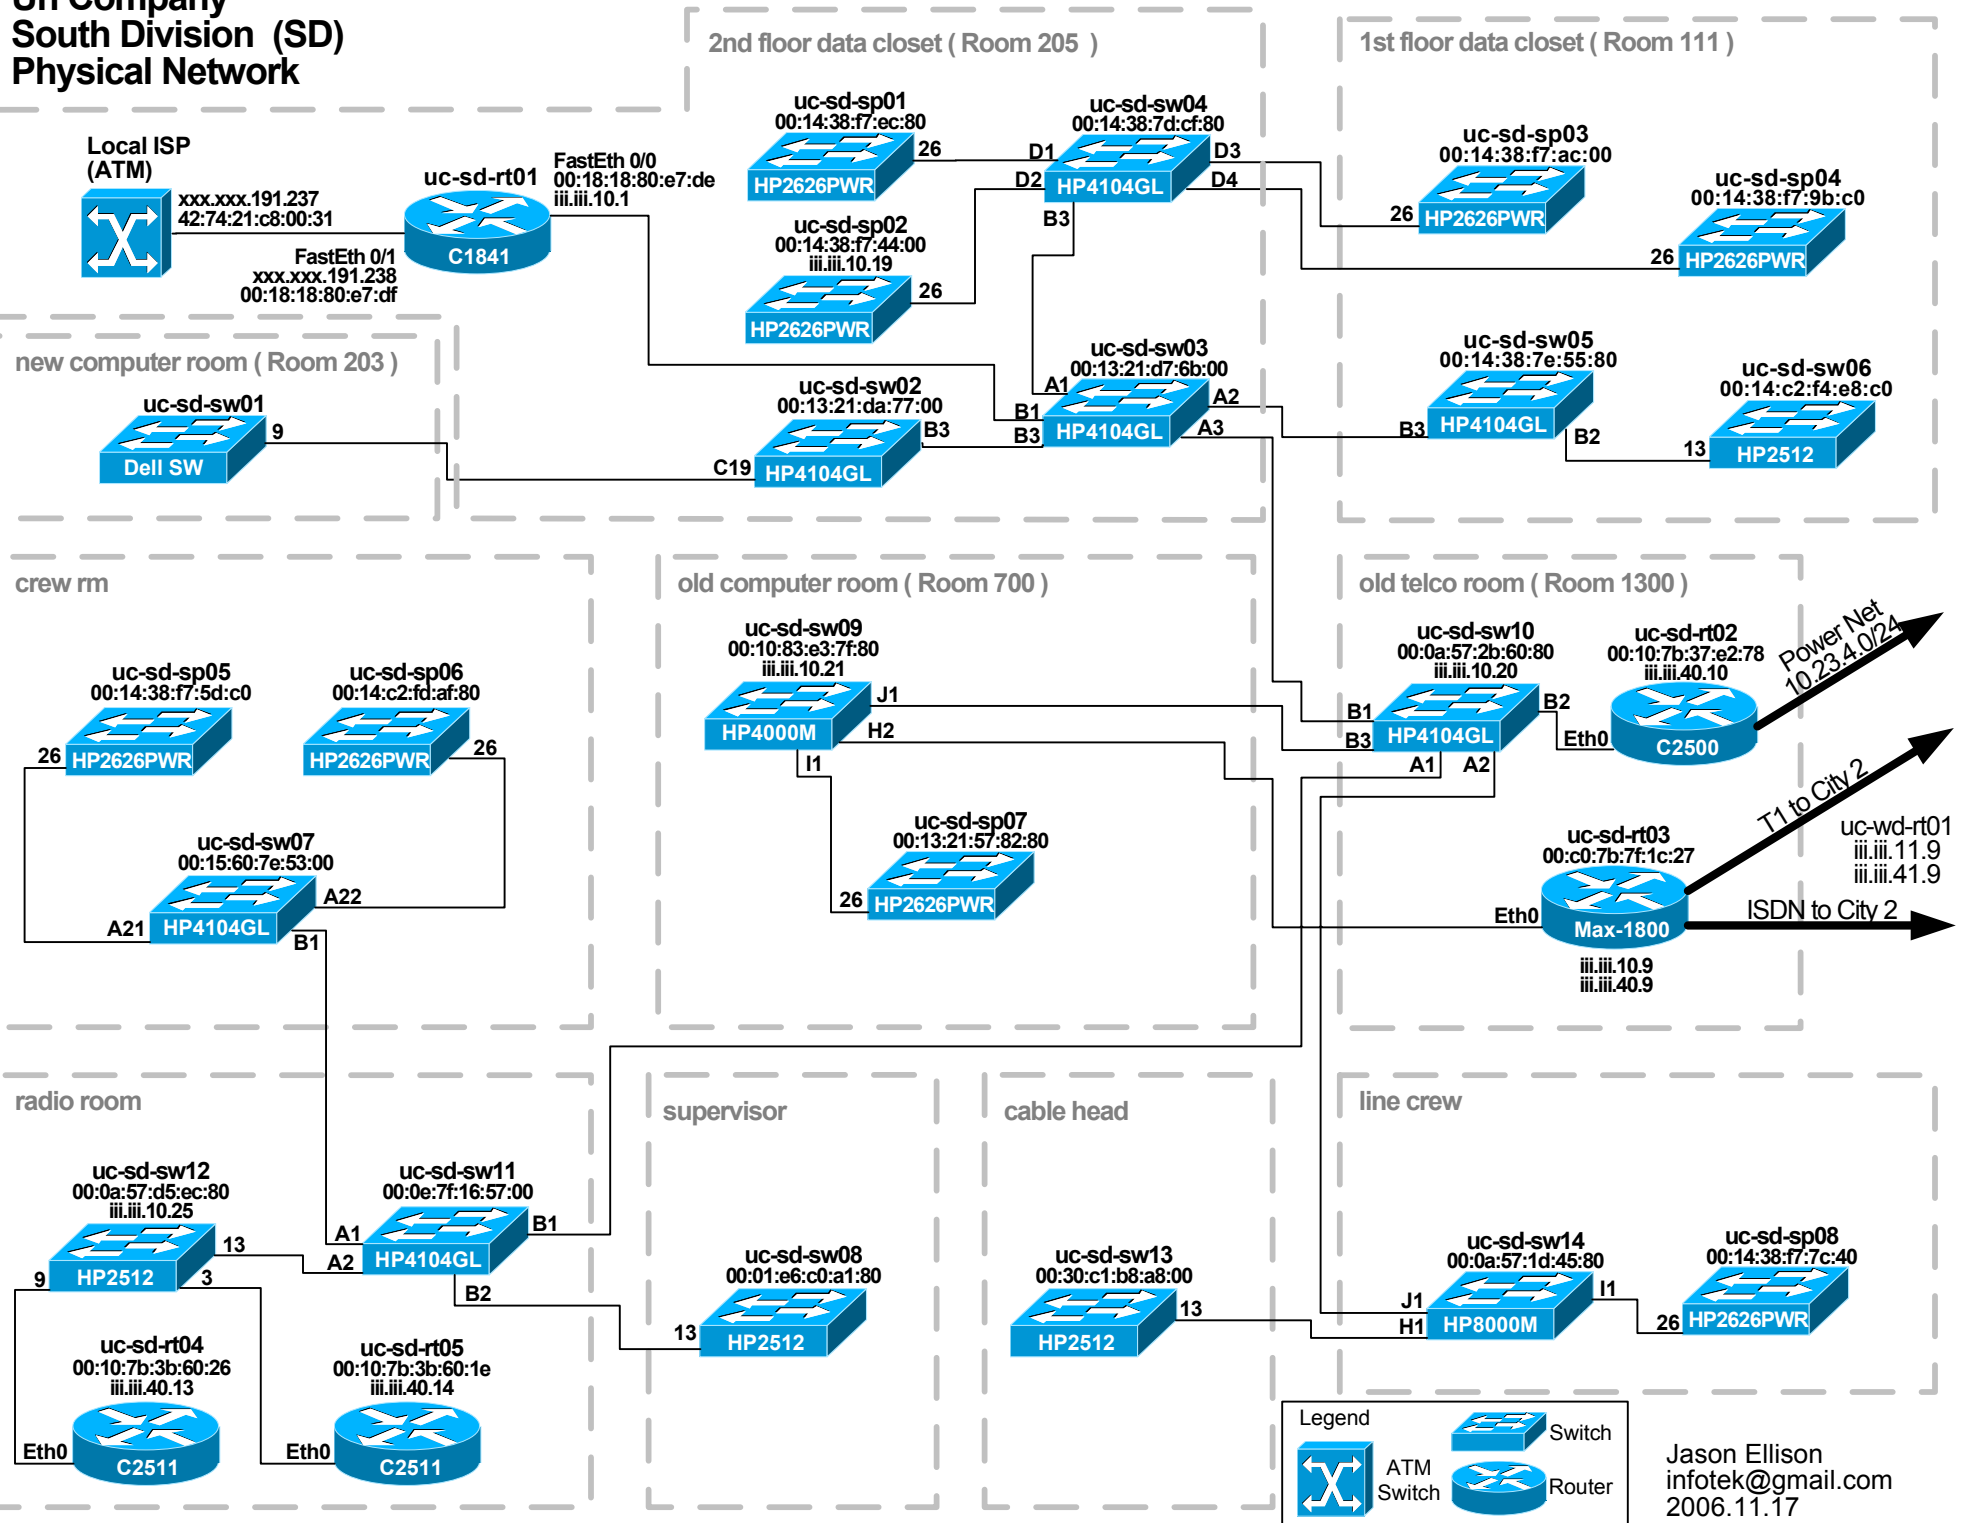 Un Company
South Division (SD)
Physical Network
2nd floor data closet ( Room 205 )
1st floor data closet ( Room 111 )
Local ISP
(ATM)
xxx.xxx.191.237
42:74:21:c8:00:31
FastEth 0/1
xxx.xxx.191.238
00:18:18:80:e7:df
uc-sd-rt01
C1841
FastEth 0/0
00:18:18:80:e7:de
iii.iii.10.1
uc-sd-sp01
00:14:38:f7:ec:80
HP2626PWR
26
uc-sd-sp02
00:14:38:f7:44:00
iii.iii.10.19
HP2626PWR
26
uc-sd-sw04
00:14:38:7d:cf:80
D1
D2
HP4104GL
D3
D4
B3
uc-sd-sp03
00:14:38:f7:ac:00
26
HP2626PWR
uc-sd-sp04
00:14:38:f7:9b:c0
26
HP2626PWR
new computer room ( Room 203 )
uc-sd-sw01
9
Dell SW
uc-sd-sw02
00:13:21:da:77:00
B3
C19
HP4104GL
uc-sd-sw03
00:13:21:d7:6b:00
A1
B1
B3
HP4104GL
A2
A3
uc-sd-sw05
00:14:38:7e:55:80
B3
HP4104GL
B2
uc-sd-sw06
00:14:c2:f4:e8:c0
13
HP2512
crew rm
uc-sd-sp05
00:14:38:f7:5d:c0
26
HP2626PWR
uc-sd-sp06
00:14:c2:fd:af:80
HP2626PWR
26
uc-sd-sw07
00:15:60:7e:53:00
A22
A21
HP4104GL
B1
old computer room ( Room 700 )
uc-sd-sw09
00:10:83:e3:7f:80
iii.iii.10.21
J1
HP4000M
H2
I1
uc-sd-sp07
00:13:21:57:82:80
26
HP2626PWR
old telco room ( Room 1300 )
uc-sd-sw10
00:0a:57:2b:60:80
iii.iii.10.20
B1
B2
B3
HP4104GL
A1
A2
uc-sd-rt02
00:10:7b:37:e2:78
iii.iii.40.10
Eth0
C2500
Power Net
10.23.4.0/24
T1 to City 2
uc-wd-rt01
iii.iii.11.9
iii.iii.41.9
uc-sd-rt03
00:c0:7b:7f:1c:27
Eth0
Max-1800
iii.iii.10.9
iii.iii.40.9
ISDN to City 2
radio room
uc-sd-sw12
00:0a:57:d5:ec:80
iii.iii.10.25
13
9
HP2512
3
uc-sd-sw11
00:0e:7f:16:57:00
A1
B1
A2
HP4104GL
B2
uc-sd-rt04
00:10:7b:3b:60:26
iii.iii.40.13
Eth0
C2511
uc-sd-rt05
00:10:7b:3b:60:1e
iii.iii.40.14
Eth0
C2511
supervisor
uc-sd-sw08
00:01:e6:c0:a1:80
13
HP2512
cable head
uc-sd-sw13
00:30:c1:b8:a8:00
13
HP2512
line crew
uc-sd-sw14
00:0a:57:1d:45:80
J1
H1
HP8000M
I1
uc-sd-sp08
00:14:38:f7:7c:40
26
HP2626PWR
Legend
ATM
Switch
Switch
Router
Jason Ellison
infotek@gmail.com
2006.11.17